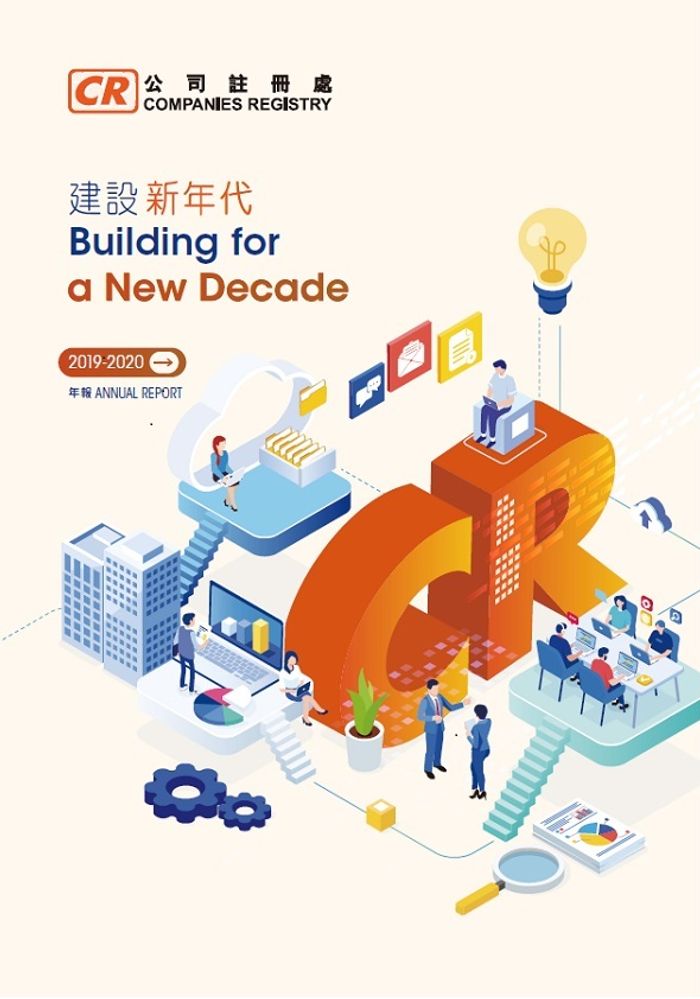 CR 公司註冊處
COMPANIES REGISTRY
建設新年代
Building for
a New Decade
2019-2020
年報 ANNUAL REPORT
CR